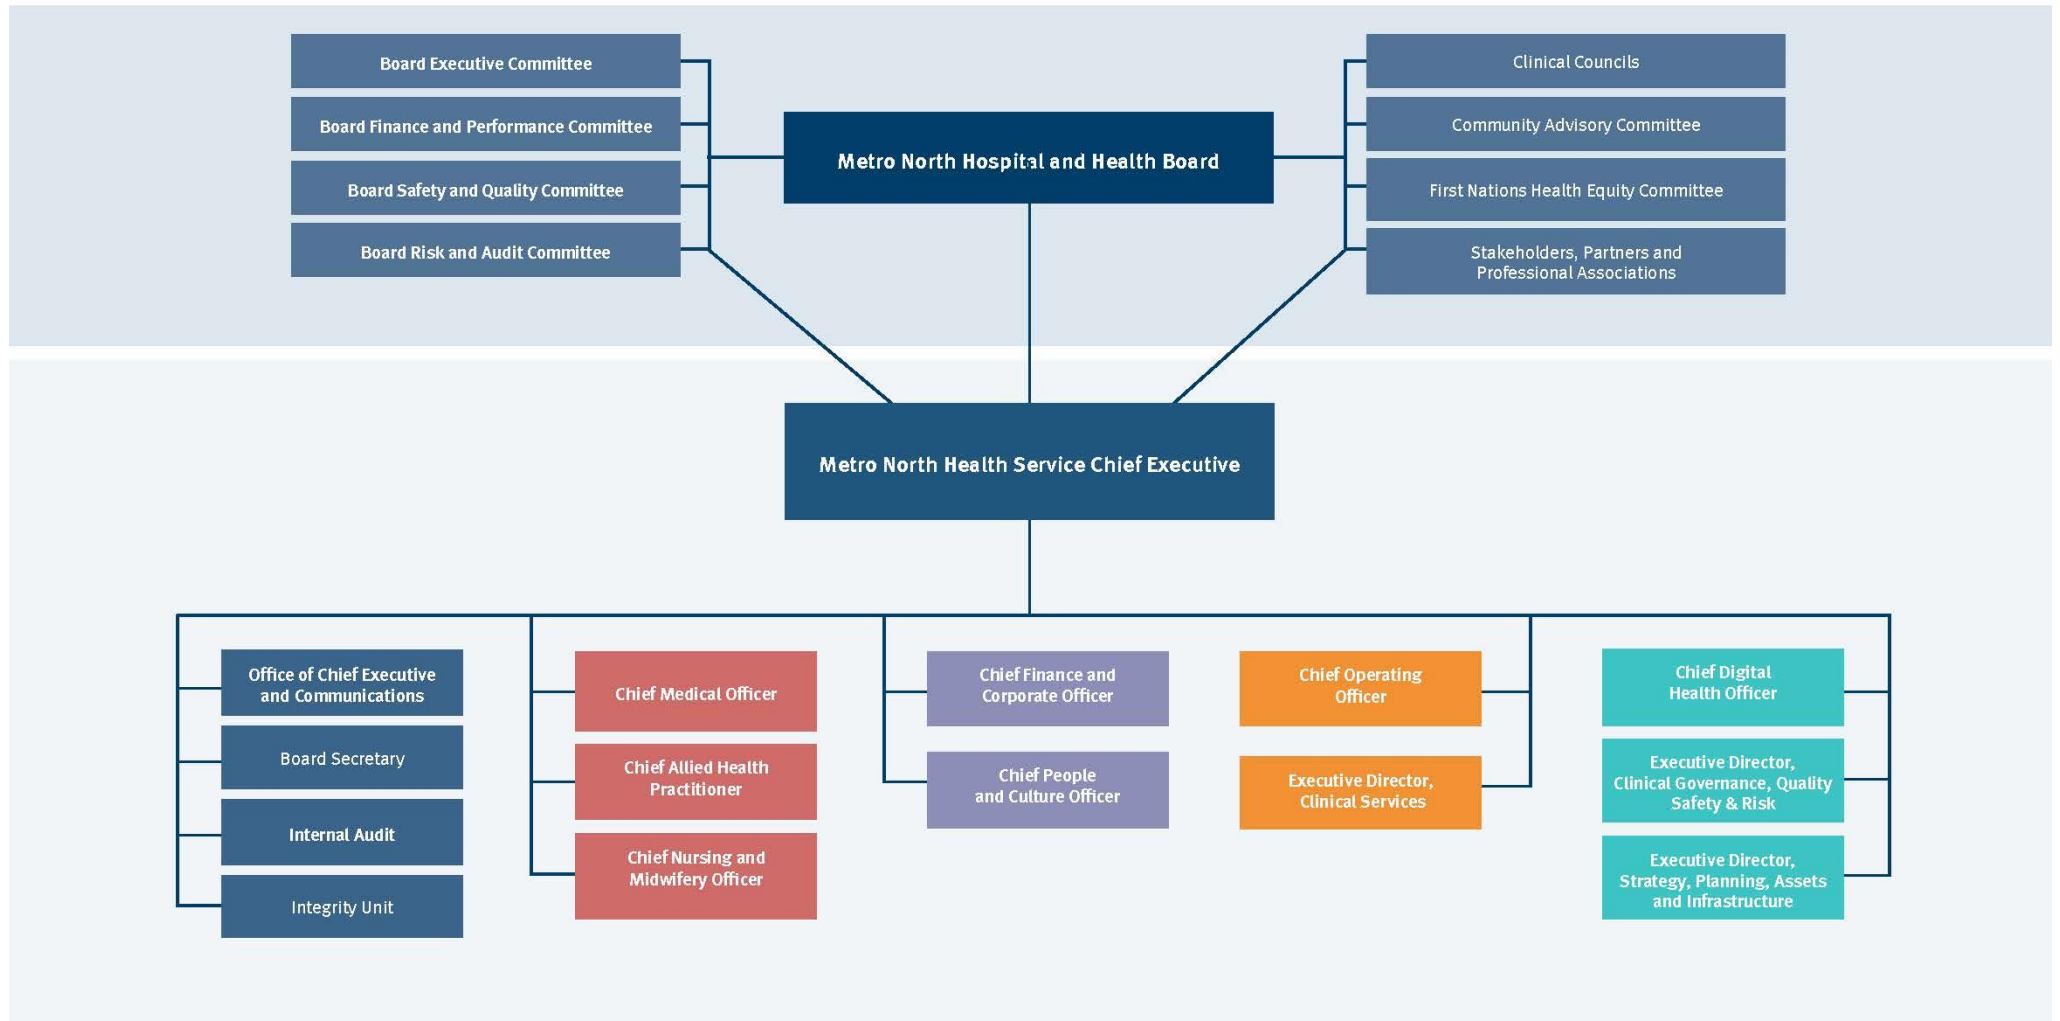 Board Executive Committee
Board Finance and Performance Committee
Board Safety and Quality Committee
Board Risk and Audit Committee
Metro North Hospital and Health Board
Clinical Councils
Community Advisory Committee
First Nations Health Equity Committee
Stakeholders, Partners and
Professional Associations
Metro North Health Service Chief Executive
Office of Chief Executive
and Communications
Board Secretary
Internal Audit
Integrity Unit
Chief Medical Officer
Chief Allied Health
Practitioner
Chief Nursing and
Midwifery Officer
Chief Finance and
Corporate Officer
Chief People
and Culture Officer
Chief Operating
Officer
Executive Director,
Clinical Services
Chief Digital
Health Officer
Executive Director,
Clinical Governance, Quality
Safety & Risk
Executive Director,
Strategy, Planning, Assets
and Infrastructure